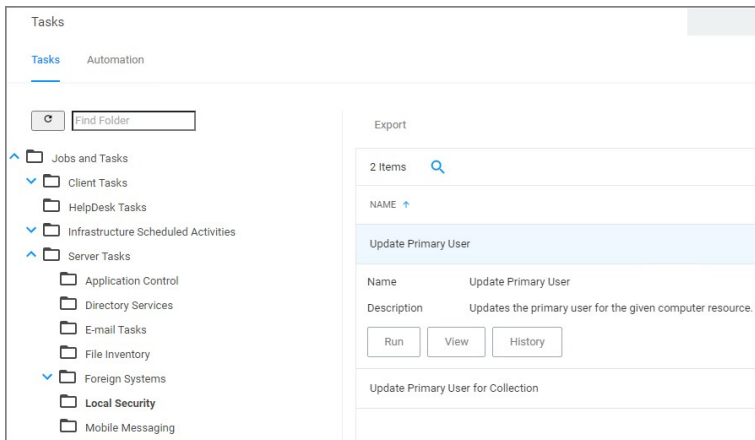 Tasks
Tasks
Automation
Find Folder
Jobs and Tasks
Client Tasks
HelpDesk Tasks
Infrastructure Scheduled Activities
Server Tasks
Application Control
Directory Services
E-mail Tasks
File Inventory
Foreign Systems
Local Security
Mobile Messaging
Export
2 Items
NAME
Update Primary User
Name Update Primary User
Description Updates the primary user for the given computer resource.
Run View History
Update Primary User for Collection